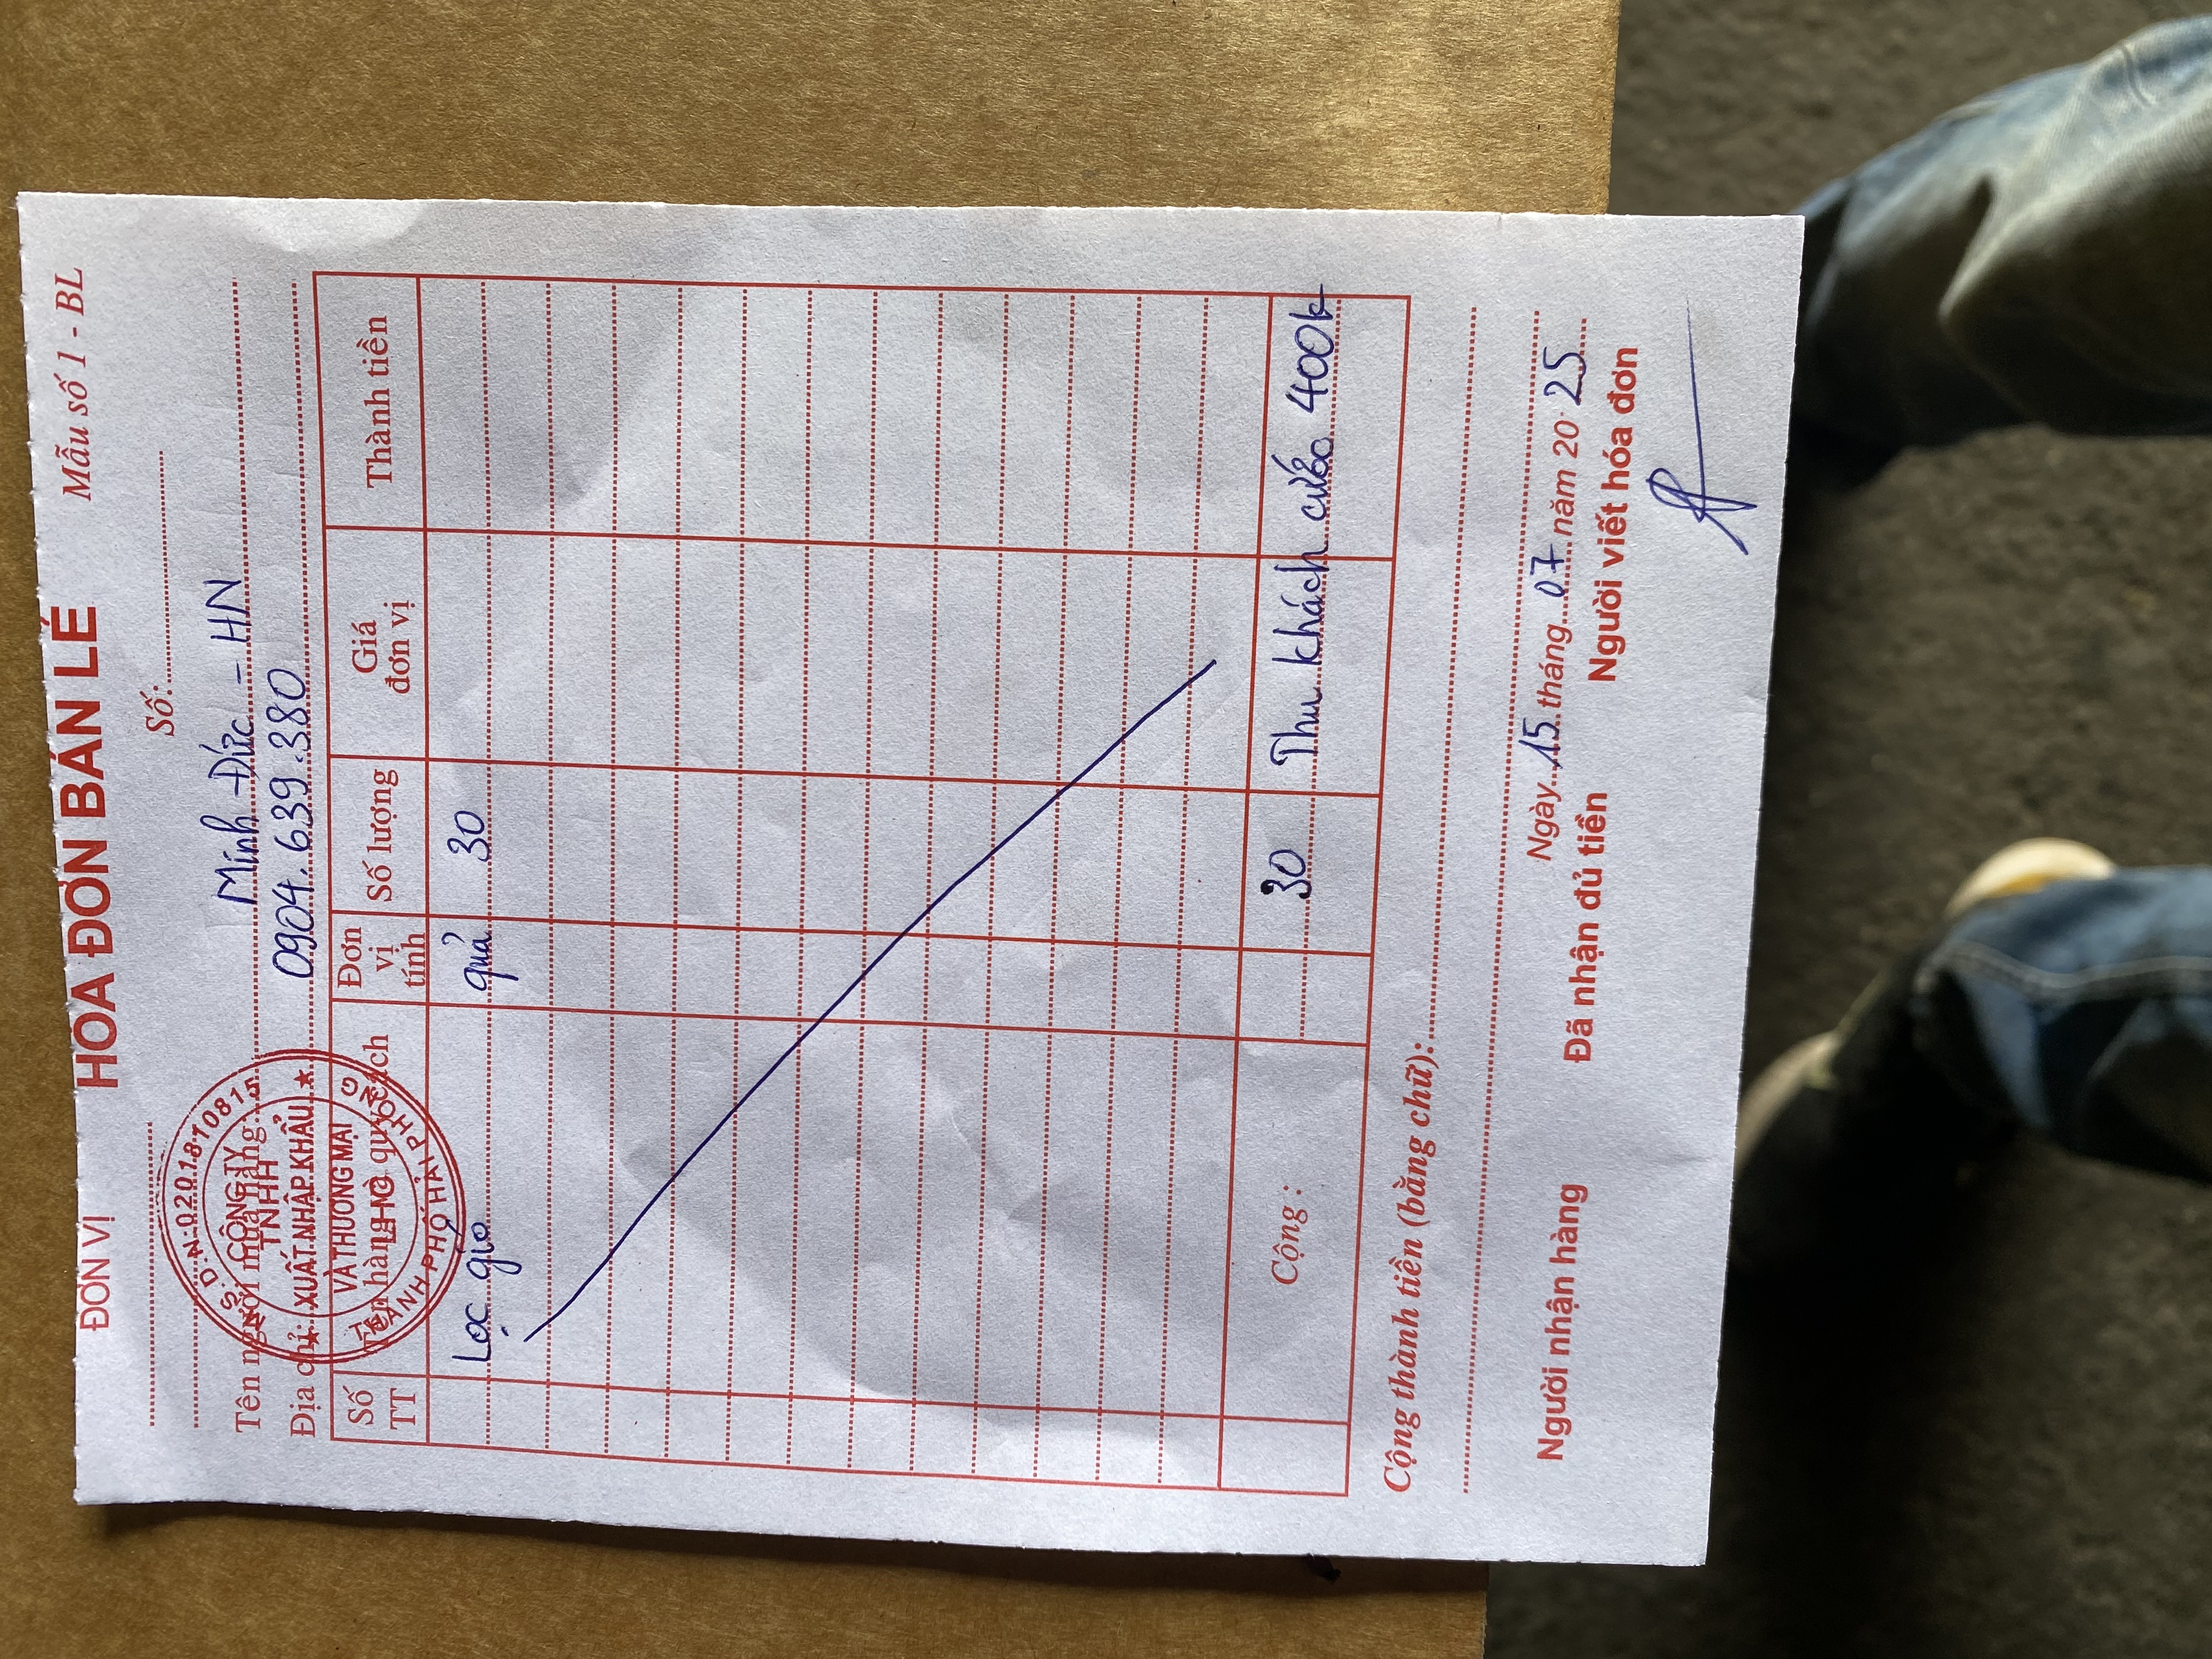 ĐƠN VỊ HÓA ĐƠN BÁN LẺ Mẫu số 1 - BL
Số:
Tên người mua hàng: Minh Đức - HN
Địa chỉ: 0904.639.380
M.S.D.N:0201810815
CÔNG TY
TNHH
XUẤT NHẬP KHẨU
VÀ THƯƠNG MẠI
THÀNH PHỐ HẢI PHÒNG
Số TT Tên hàng và quy cách Đơn vị tính Số lượng Giá đơn vị Thành tiền
Lọc gió quả 30
Cộng: 30 Thu khách cước 400k
Cộng thành tiền (bằng chữ):
Ngày 15 tháng 07 năm 2025
Người nhận hàng Đã nhận đủ tiền Người viết hóa đơn